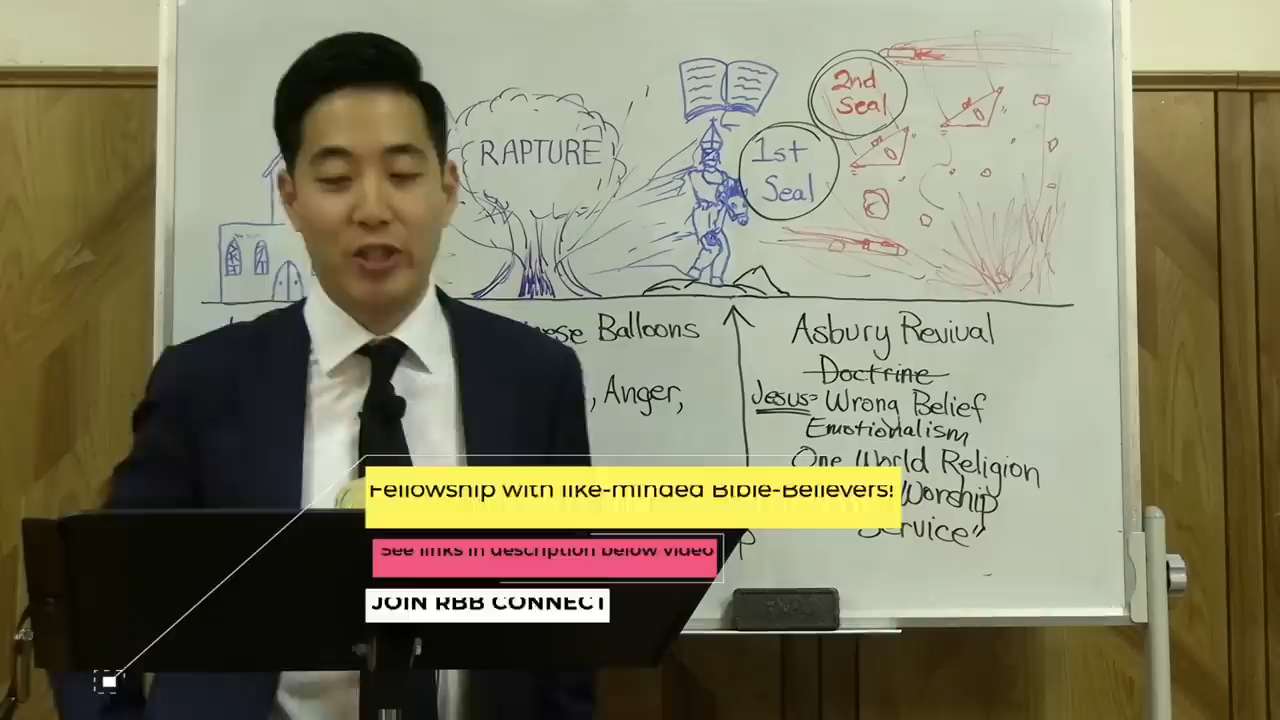 RAPTURE
1st
Seal
2nd
Seal
Balloons
, Anger,
Asbury Revival
Doctrine
Jesus= Wrong Belief
Emotionalism
One World Religion
Worship
Service"
Fellowship with like-minded Bible-Believers!
See links in description below video
JOIN RBB CONNECT